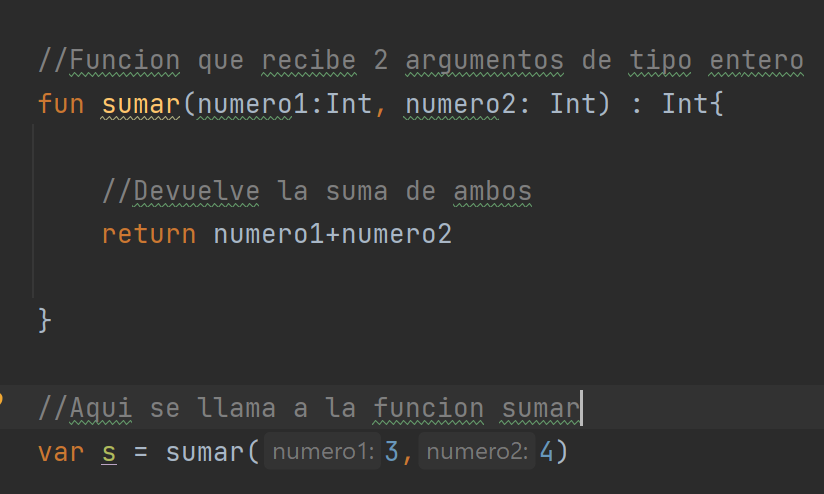 //Funcion que recibe 2 argumentos de tipo entero
fun sumar(numero1:Int, numero2: Int) : Int{
//Devuelve la suma de ambos
return numero1+numero2
}
//Aqui se llama a la funcion sumar
var s = sumar( numero1: 3, numero2: 4)